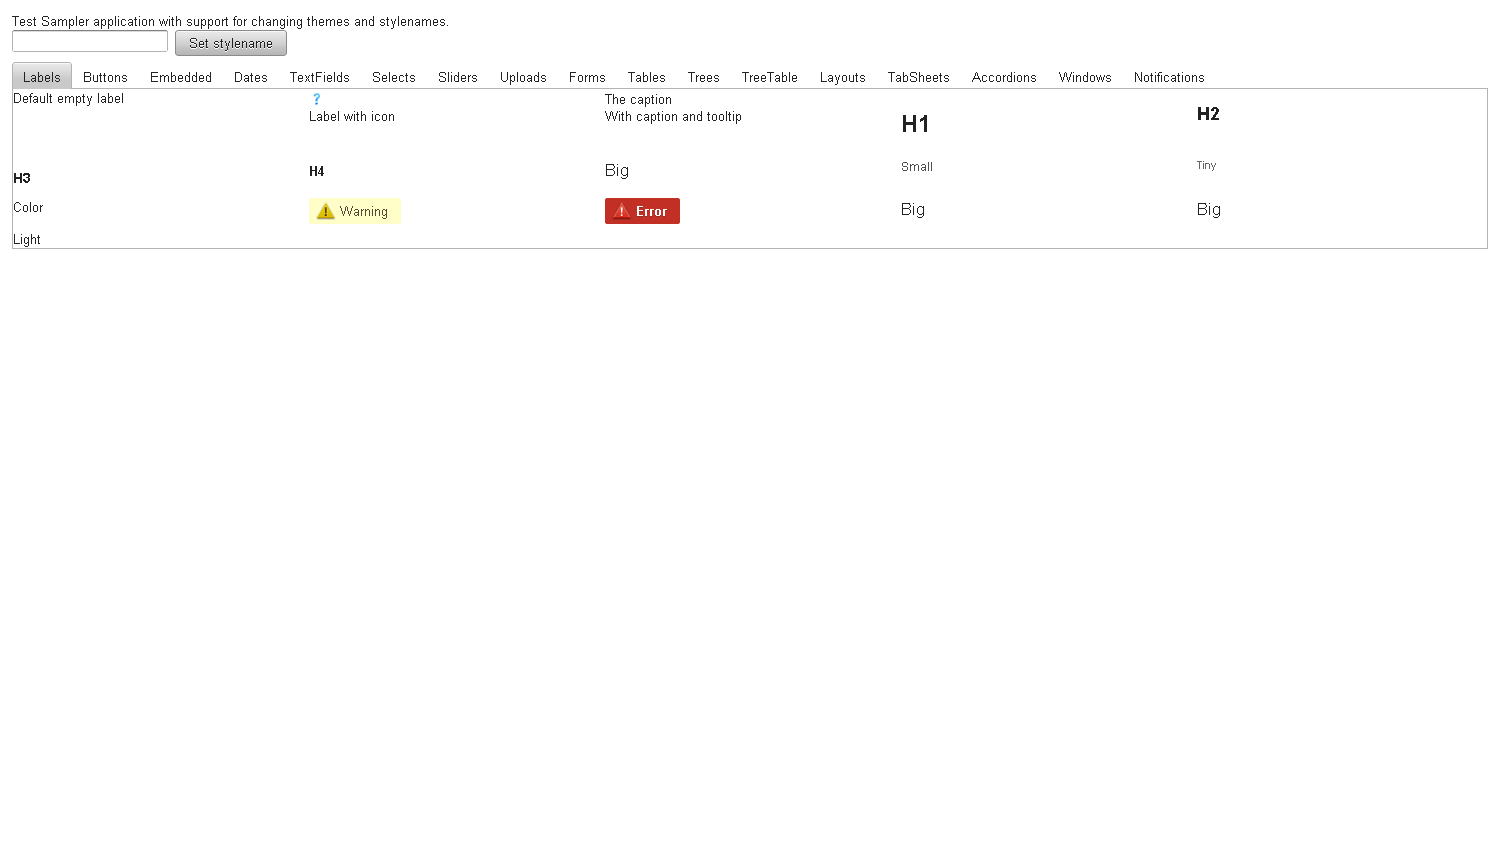 Test Sampler application with support for changing themes and stylenames.
Set stylename
Labels Buttons Embedded Dates TextFields Selects Sliders Uploads Forms Tables Trees TreeTable Layouts TabSheets Accordions Windows Notifications
Default empty label
?
Label with icon
The caption
With caption and tooltip
H1
H2
H3
H4
Big
Small
Tiny
Color
Warning
Error
Big
Big
Light